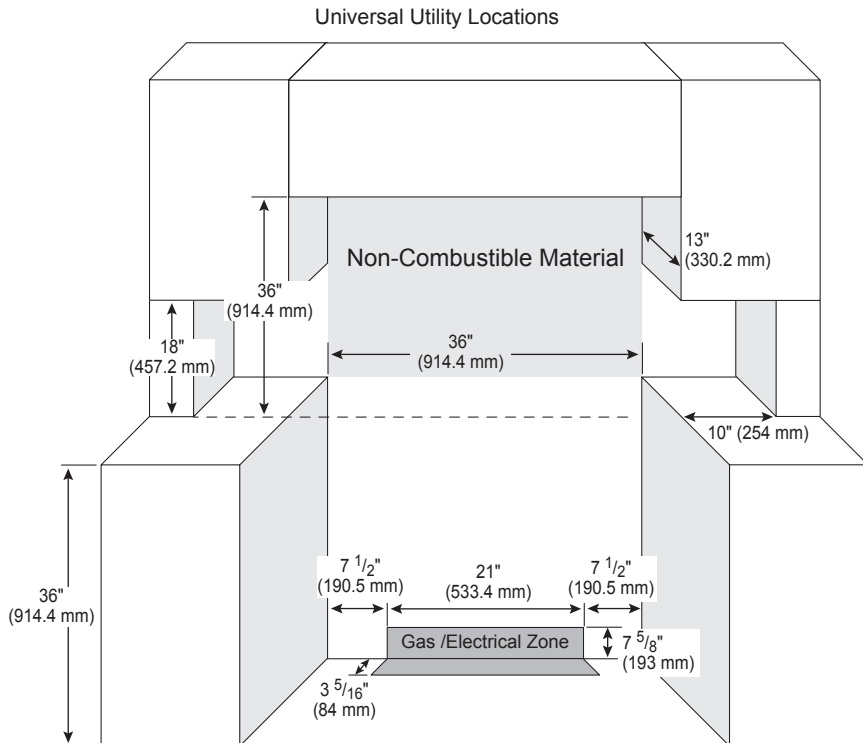 Universal Utility Locations
Non-Combustible Material
13"
(330.2 mm)
36"
(914.4 mm)
18"
(457.2 mm)
36"
(914.4 mm)
10" (254 mm)
36"
(914.4 mm)
7 1/2"
(190.5 mm)
21"
(533.4 mm)
7 1/2"
(190.5 mm)
Gas /Electrical Zone
7 5/8"
(193 mm)
3 5/16"
(84 mm)